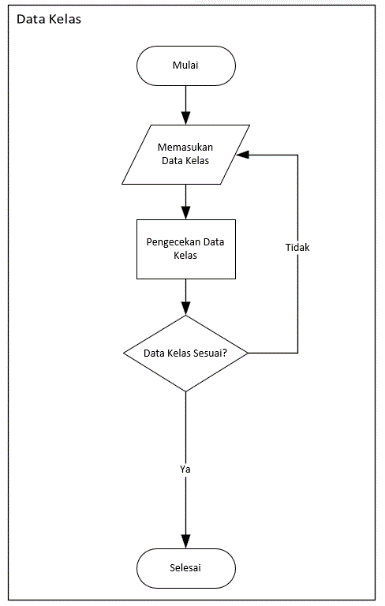 Data Kelas
Mulai
Memasukan
Data Kelas
Pengecekan Data
Kelas
Tidak
Data Kelas Sesuai?
Ya
Selesai